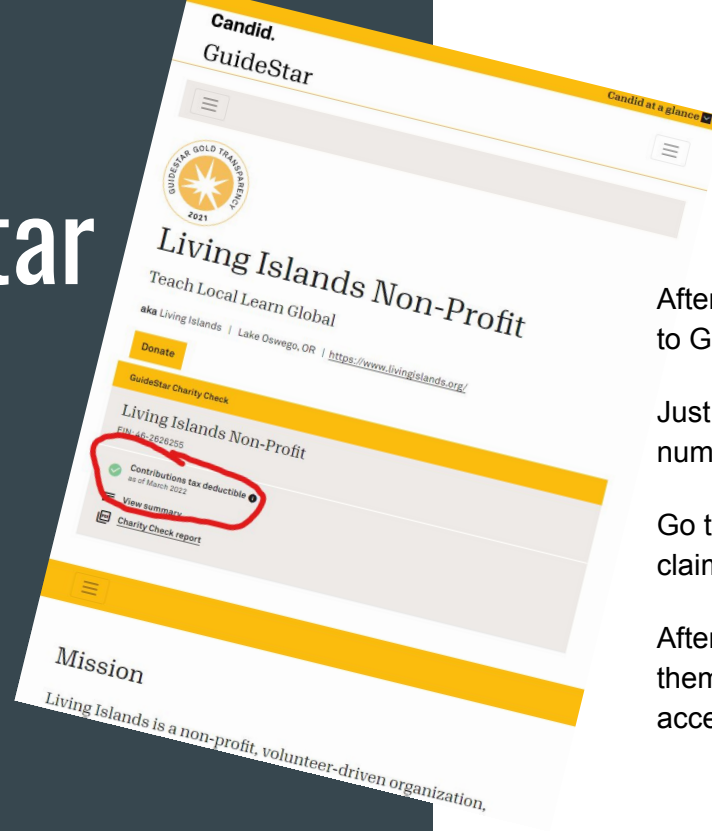 tar
Candid.
GuideStar
Candid at a glance
GUIDESTAR GOLD TRANSPARENCY
2021
Living Islands Non-Profit
Teach Local Learn Global
aka Living Islands | Lake Oswego, OR | https://www.livingislands.org/
Donate
GuideStar Charity Check
Living Islands Non-Profit
EIN: 46-2626255
Contributions tax deductible
as of March 2022
View summary
Charity Check report
Mission
Living Islands is a non-profit, volunteer-driven organization,
After
to G
Just
num
Go t
claim
After
them
acce